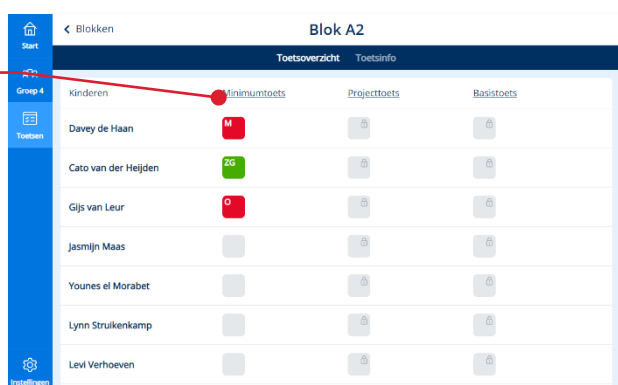 Start
Groep 4
Toetsen
Instellingen
Blokken
Blok A2
Toetsoverzicht Toetsinfo
Kinderen Minimumtoets Projecttoets Basistoets
Davey de Haan M
Cato van der Heijden ZG
Gijs van Leur O
Jasmijn Maas
Younes el Morabet
Lynn Struikenkamp
Levi Verhoeven